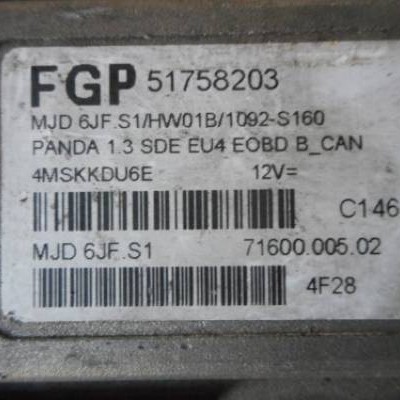 FGP 51758203
MJD 6JF.S1/HW01B/1092-S160
PANDA 1.3 SDE EU4 EOBD B_CAN
4MSKKDU6E 12V=
C146
MJD 6JF.S1 71600.005.02
4F28